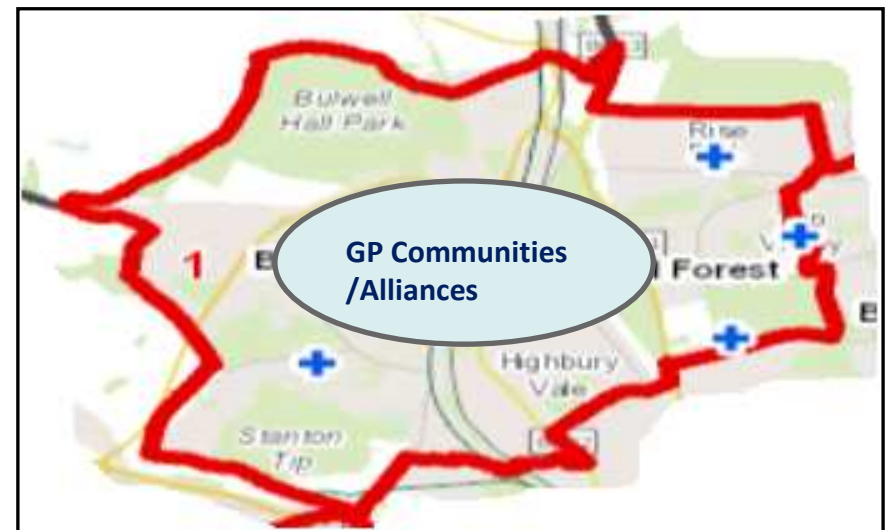 Bulwell
Hall Park
Rise
1
B
GP Communities
/Alliances
Forest
Highbury
Vale
Stanton
Tip